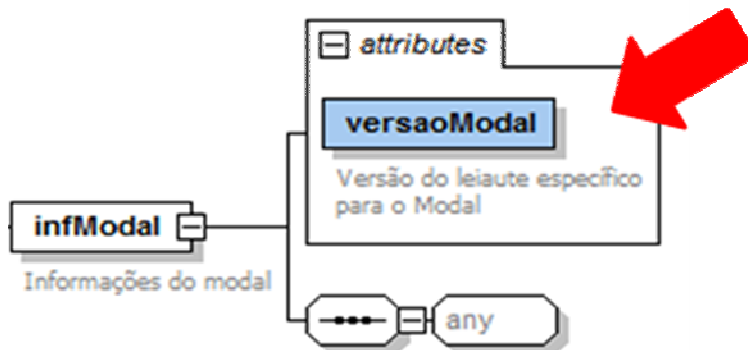 attributes
versaoModal
Versão do leiaute específico
para o Modal
infModal
Informações do modal
any